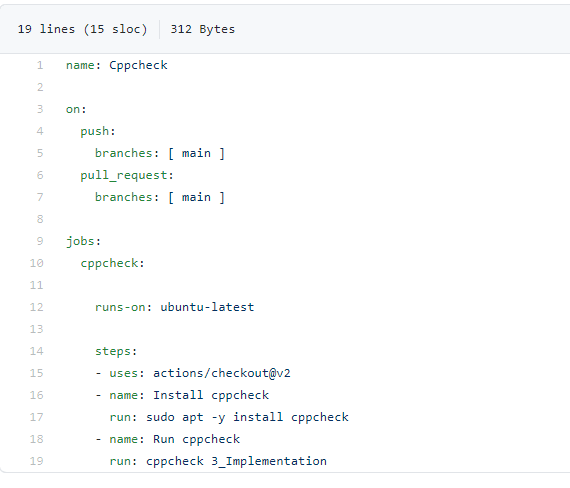 19 lines (15 sloc) 312 Bytes
1 name: Cppcheck
2
3 on:
4   push:
5     branches: [ main ]
6   pull_request:
7     branches: [ main ]
8
9 jobs:
10   cppcheck:
11
12     runs-on: ubuntu-latest
13
14     steps:
15     - uses: actions/checkout@v2
16     - name: Install cppcheck
17       run: sudo apt -y install cppcheck
18     - name: Run cppcheck
19       run: cppcheck 3_Implementation